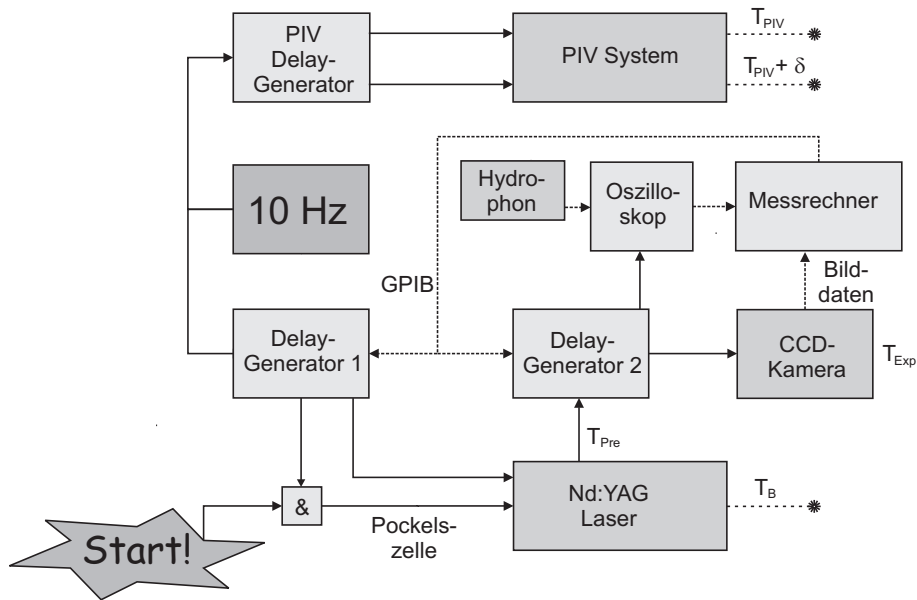 PIV
Delay-
Generator
PIV System
T_PIV
T_PIV + δ
10 Hz
Hydro-
phon
Oszillo-
skop
Messrechner
GPIB
Bild-
daten
Delay-
Generator 1
Delay-
Generator 2
CCD-
Kamera
T_Exp
T_Pre
Nd:YAG
Laser
T_B
&
Pockels-
zelle
Start!